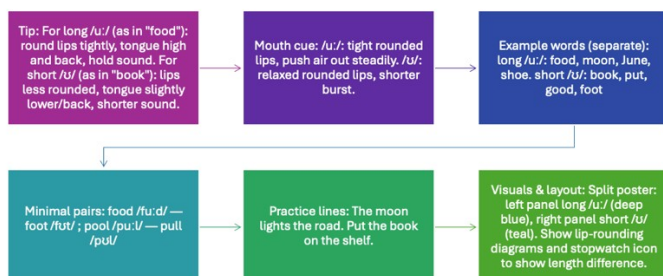 Tip: For long /uː/ (as in "food"):
round lips tightly, tongue high
and back, hold sound. For
short /ʊ/ (as in "book"): lips
less rounded, tongue slightly
lower/back, shorter sound.
Mouth cue: /uː/: tight rounded
lips, push air out steadily. /ʊ/:
relaxed rounded lips, shorter
burst.
Example words (separate):
long /uː/: food, moon, June,
shoe. short /ʊ/: book, put,
good, foot
Minimal pairs: food /fuːd/ —
foot /fʊt/ ; pool /puːl/ — pull
/pʊl/
Practice lines: The moon
lights the road. Put the
book on the shelf.
Visuals & layout: Split poster:
left panel long /uː/ (deep
blue), right panel short /ʊ/
(teal). Show lip-rounding
diagrams and stopwatch icon
to show length difference.